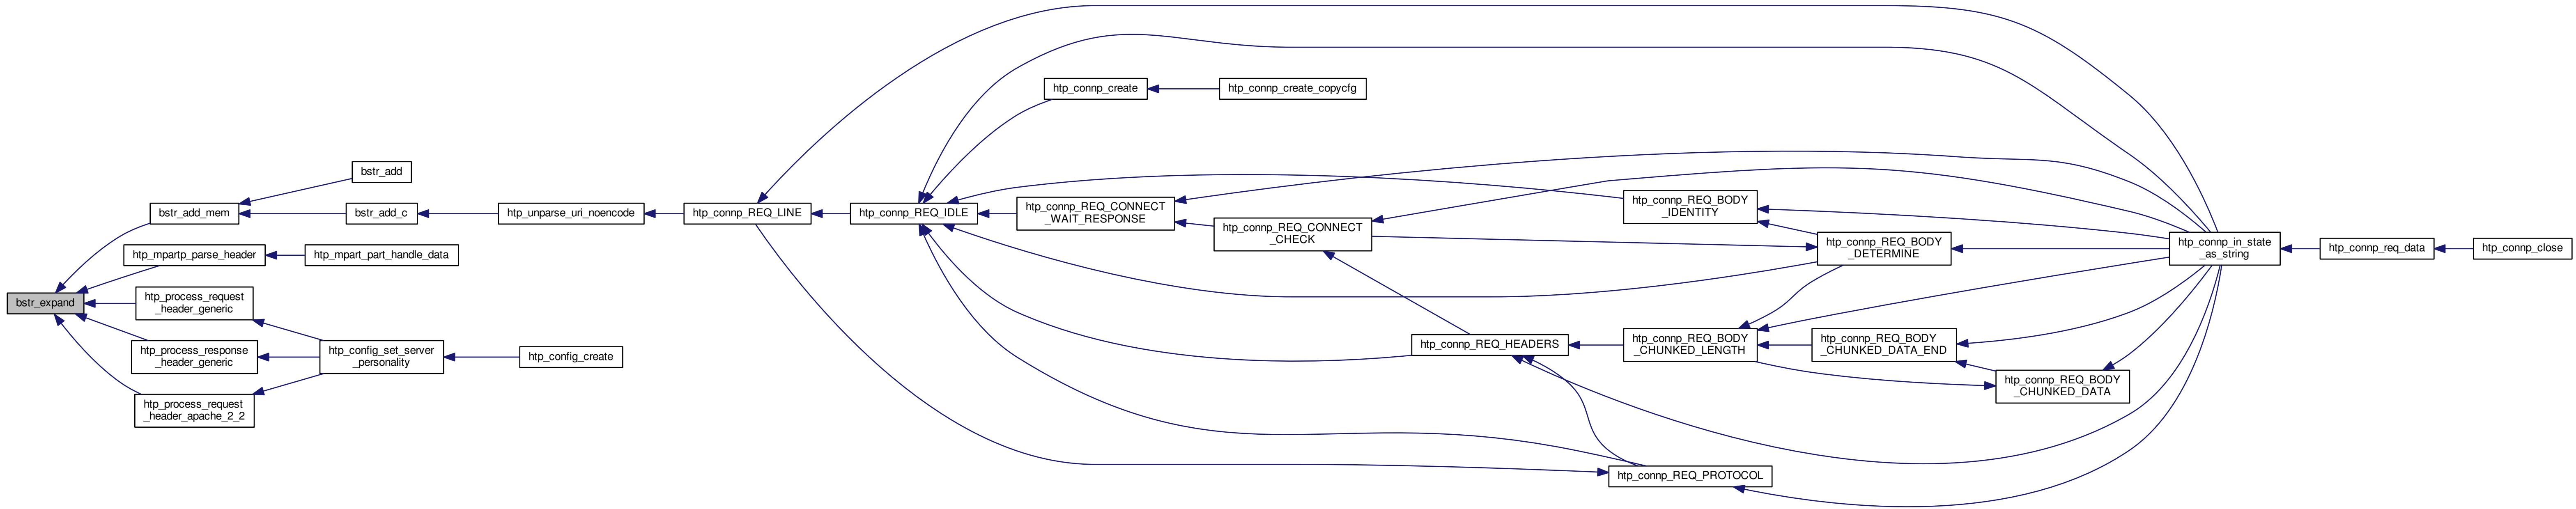 bstr_expand
bstr_add_mem
bstr_add
bstr_add_c
htp_unparse_uri_noencode
htp_mpartp_parse_header
htp_mpart_part_handle_data
htp_process_request
_header_generic
htp_process_response
_header_generic
htp_process_request
_header_apache_2_2
htp_config_set_server
_personality
htp_config_create
htp_connp_REQ_LINE
htp_connp_REQ_IDLE
htp_connp_create
htp_connp_create_copycfg
htp_connp_REQ_CONNECT
_WAIT_RESPONSE
htp_connp_REQ_CONNECT
_CHECK
htp_connp_REQ_HEADERS
htp_connp_REQ_BODY
_IDENTITY
htp_connp_REQ_BODY
_DETERMINE
htp_connp_REQ_BODY
_CHUNKED_LENGTH
htp_connp_REQ_BODY
_CHUNKED_DATA_END
htp_connp_REQ_BODY
_CHUNKED_DATA
htp_connp_REQ_PROTOCOL
htp_connp_in_state
_as_string
htp_connp_req_data
htp_connp_close